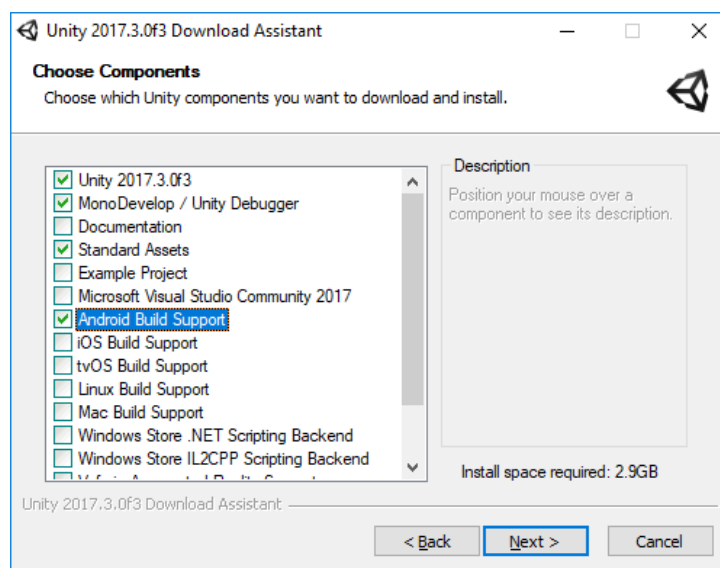 Unity 2017.3.0f3 Download Assistant
Choose Components
Choose which Unity components you want to download and install.
Unity 2017.3.0f3
MonoDevelop / Unity Debugger
Documentation
Standard Assets
Example Project
Microsoft Visual Studio Community 2017
Android Build Support
iOS Build Support
tvOS Build Support
Linux Build Support
Mac Build Support
Windows Store .NET Scripting Backend
Windows Store IL2CPP Scripting Backend
Description
Position your mouse over a
component to see its description.
Install space required: 2.9GB
Unity 2017.3.0f3 Download Assistant
< Back
Next >
Cancel